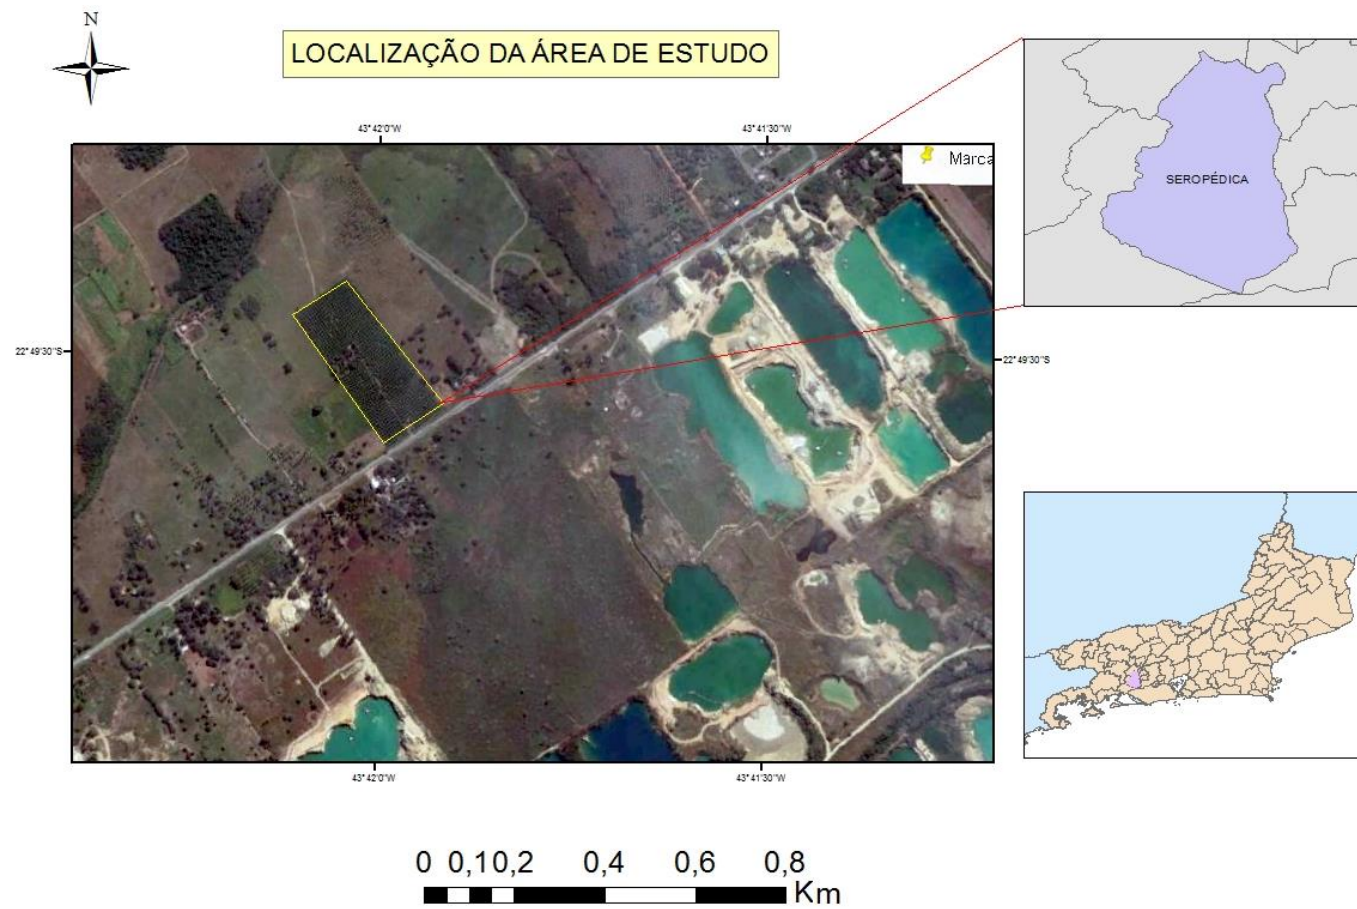 N
LOCALIZAÇÃO DA ÁREA DE ESTUDO
43°42'0"W
43°41'30"W
Marca
SEROPÉDICA
22°49'30"S
22°49'30"S
43°42'0"W
43°41'30"W
0 0,10,2 0,4 0,6 0,8
Km